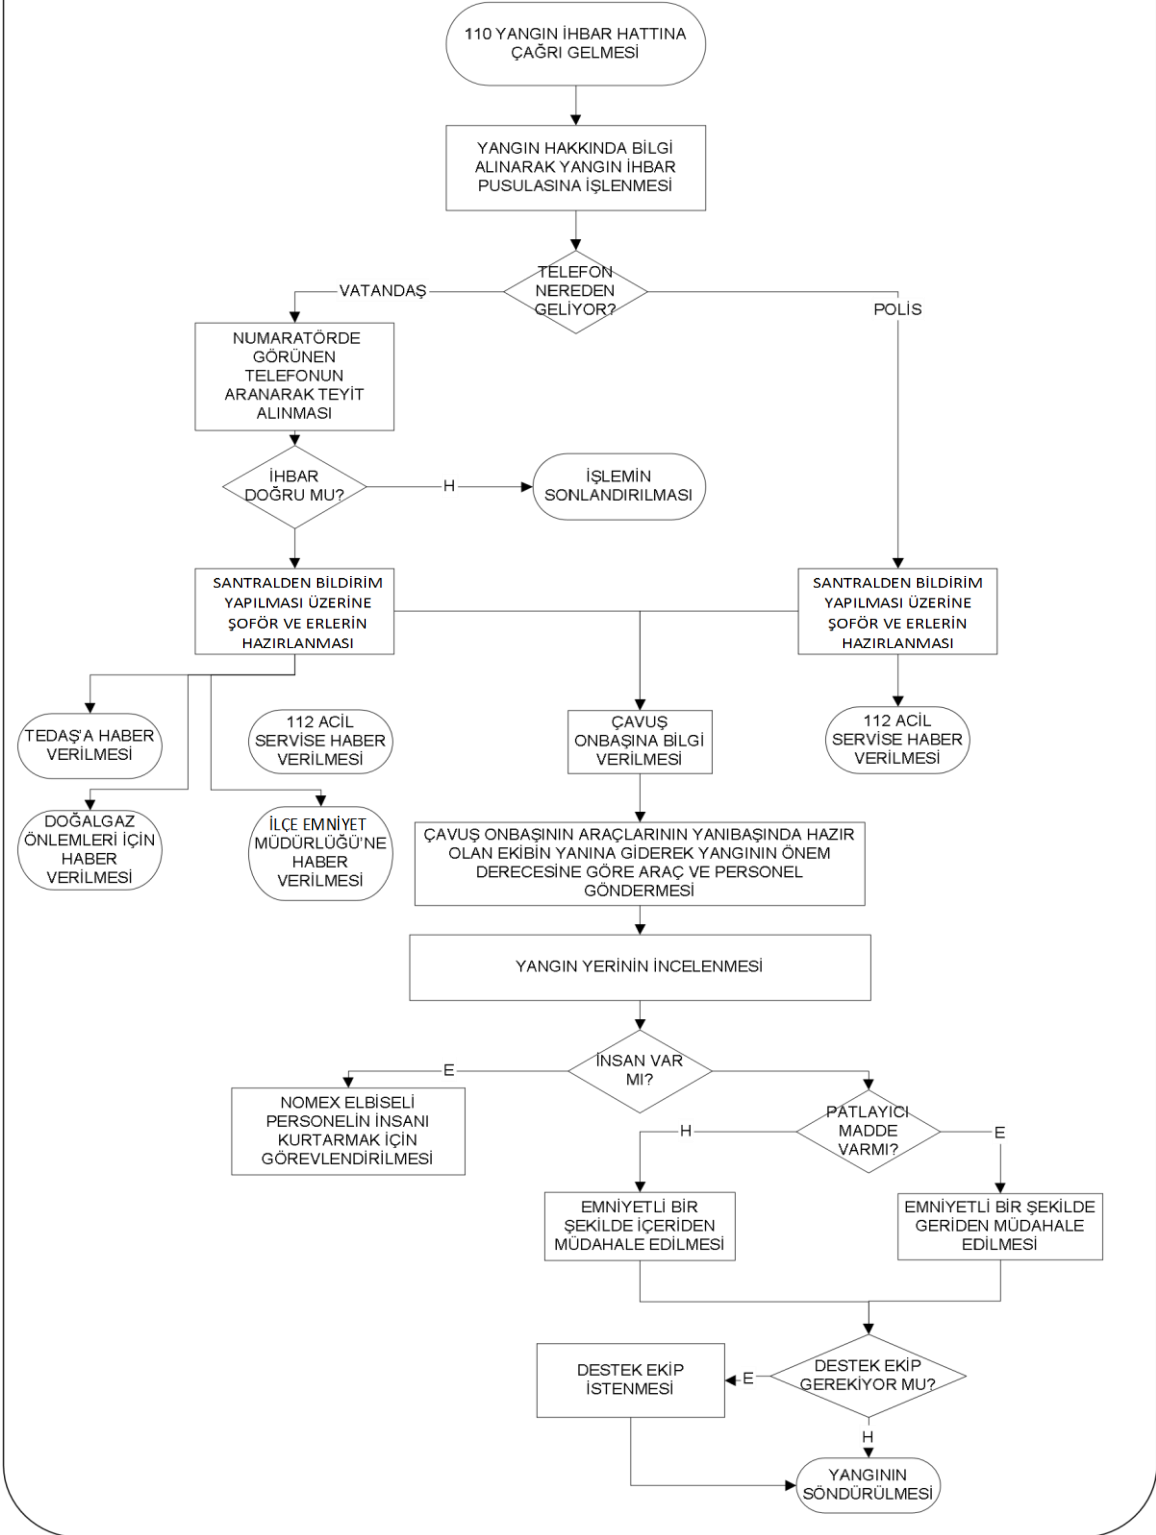 110 YANGIN İHBAR HATTINA
ÇAĞRI GELMESİ
YANGIN HAKKINDA BİLGİ
ALINARAK YANGIN İHBAR
PUSULASINA İŞLENMESİ
TELEFON
NEREDEN
GELİYOR?
VATANDAŞ
POLİS
NUMARATÖRDE
GÖRÜNEN
TELEFONUN
ARANARAK TEYİT
ALINMASI
İHBAR
DOĞRU MU?
H
İŞLEMİN
SONLANDIRILMASI
SANTRALDEN BİLDİRİM
YAPILMASI ÜZERİNE
ŞOFÖR VE ERLERİN
HAZIRLANMASI
SANTRALDEN BİLDİRİM
YAPILMASI ÜZERİNE
ŞOFÖR VE ERLERİN
HAZIRLANMASI
TEDAŞ'A HABER
VERİLMESİ
112 ACİL
SERVİSE HABER
VERİLMESİ
ÇAVUŞ
ONBAŞINA BİLGİ
VERİLMESİ
112 ACİL
SERVİSE HABER
VERİLMESİ
DOĞALGAZ
ÖNLEMLERİ İÇİN
HABER
VERİLMESİ
İLÇE EMNİYET
MÜDÜRLÜĞÜ'NE
HABER
VERİLMESİ
ÇAVUŞ ONBAŞININ ARAÇLARININ YANIBAŞINDA HAZIR
OLAN EKİBİN YANINA GİDEREK YANGININ ÖNEM
DERECESİNE GÖRE ARAÇ VE PERSONEL
GÖNDERMESİ
YANGIN YERİNİN İNCELENMESİ
İNSAN VAR
MI?
E
NOMEX ELBİSELİ
PERSONELİN İNSANI
KURTARMAK İÇİN
GÖREVLENDİRİLMESİ
PATLAYICI
MADDE
VARMI?
H
E
EMNİYETLİ BİR
ŞEKİLDE İÇERİDEN
MÜDAHALE EDİLMESİ
EMNİYETLİ BİR ŞEKİLDE
GERİDEN MÜDAHALE
EDİLMESİ
DESTEK EKİP
GEREKİYOR MU?
E
DESTEK EKİP
İSTENMESİ
H
YANGININ
SÖNDÜRÜLMESİ